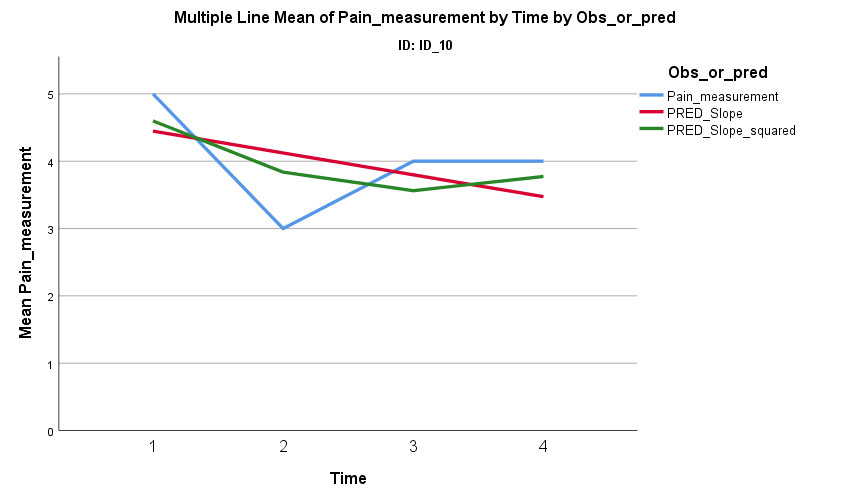 Multiple Line Mean of Pain_measurement by Time by Obs_or_pred
ID: ID_10
Obs_or_pred
Pain_measurement
PRED_Slope
PRED_Slope_squared
Mean Pain_measurement
5
4
3
2
1
0
1 2 3 4
Time